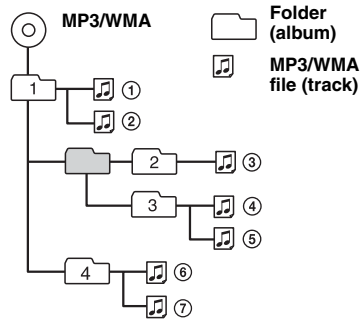 MP3/WMA
Folder
(album)
MP3/WMA
file (track)
1
①
②
2
③
3
④
⑤
4
⑥
⑦